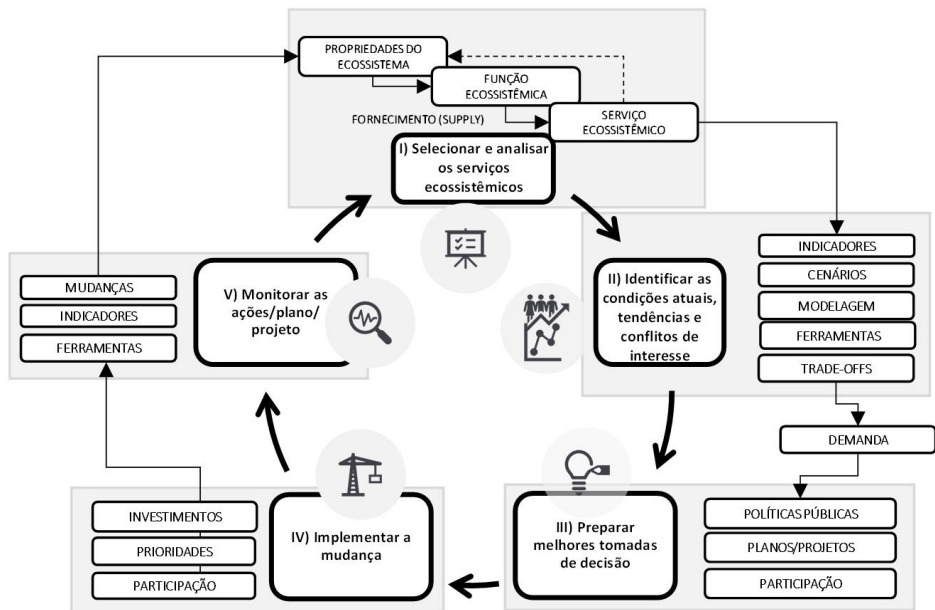 PROPRIEDADES DO
ECOSSISTEMA
FUNÇÃO
ECOSSISTÊMICA
FORNECIMENTO (SUPPLY)
SERVIÇO
ECOSSISTÊMICO
I) Selecionar e analisar
os serviços
ecossistêmicos
II) Identificar as
condições atuais,
tendências e
conflitos de
interesse
INDICADORES
CENÁRIOS
MODELAGEM
FERRAMENTAS
TRADE-OFFS
DEMANDA
III) Preparar
melhores tomadas
de decisão
POLÍTICAS PÚBLICAS
PLANOS/PROJETOS
PARTICIPAÇÃO
IV) Implementar a
mudança
INVESTIMENTOS
PRIORIDADES
PARTICIPAÇÃO
V) Monitorar as
ações/plano/
projeto
MUDANÇAS
INDICADORES
FERRAMENTAS